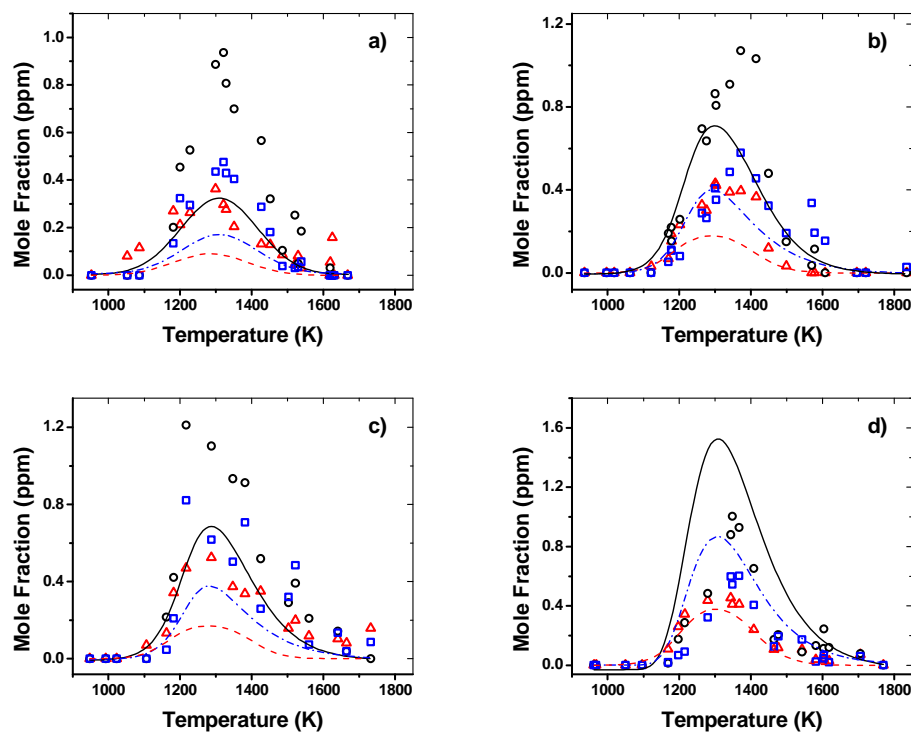 a)
Mole Fraction (ppm)
1.0
0.8
0.6
0.4
0.2
0.0
1000 1200 1400 1600 1800
Temperature (K)
b)
Mole Fraction (ppm)
1.2
0.8
0.4
0.0
1000 1200 1400 1600 1800
Temperature (K)
c)
Mole Fraction (ppm)
1.2
0.8
0.4
0.0
1000 1200 1400 1600 1800
Temperature (K)
d)
Mole Fraction (ppm)
1.6
1.2
0.8
0.4
0.0
1000 1200 1400 1600 1800
Temperature (K)